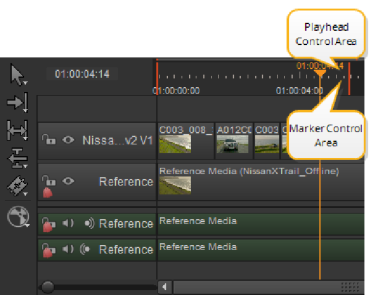 Playhead
Control Area
01:00:04:14
01:00:04:14
01:00:00:00
01:00:04:00
Marker Control
Area
Nissa...v2 V1
C003_008_
A012C0
C003
Reference
Reference Media (NissanXTrail_Offline)
Reference
Reference Media
Reference
Reference Media